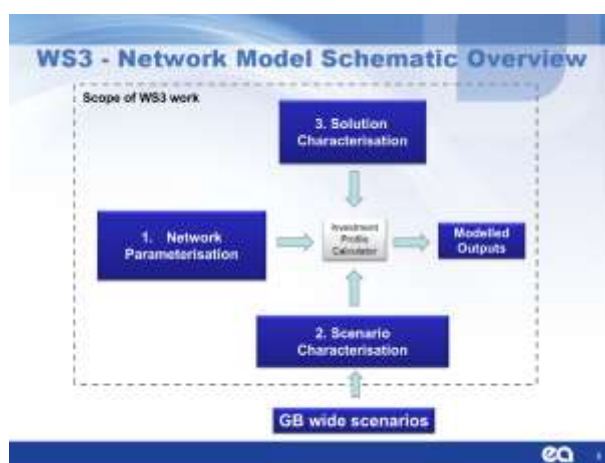 WS3 - Network Model Schematic Overview
Scope of WS3 work
3. Solution
Characterisation
1. Network
Parameterisation
Investment
Profile
Calculator
Modelled
Outputs
2. Scenario
Characterisation
GB wide scenarios
ea